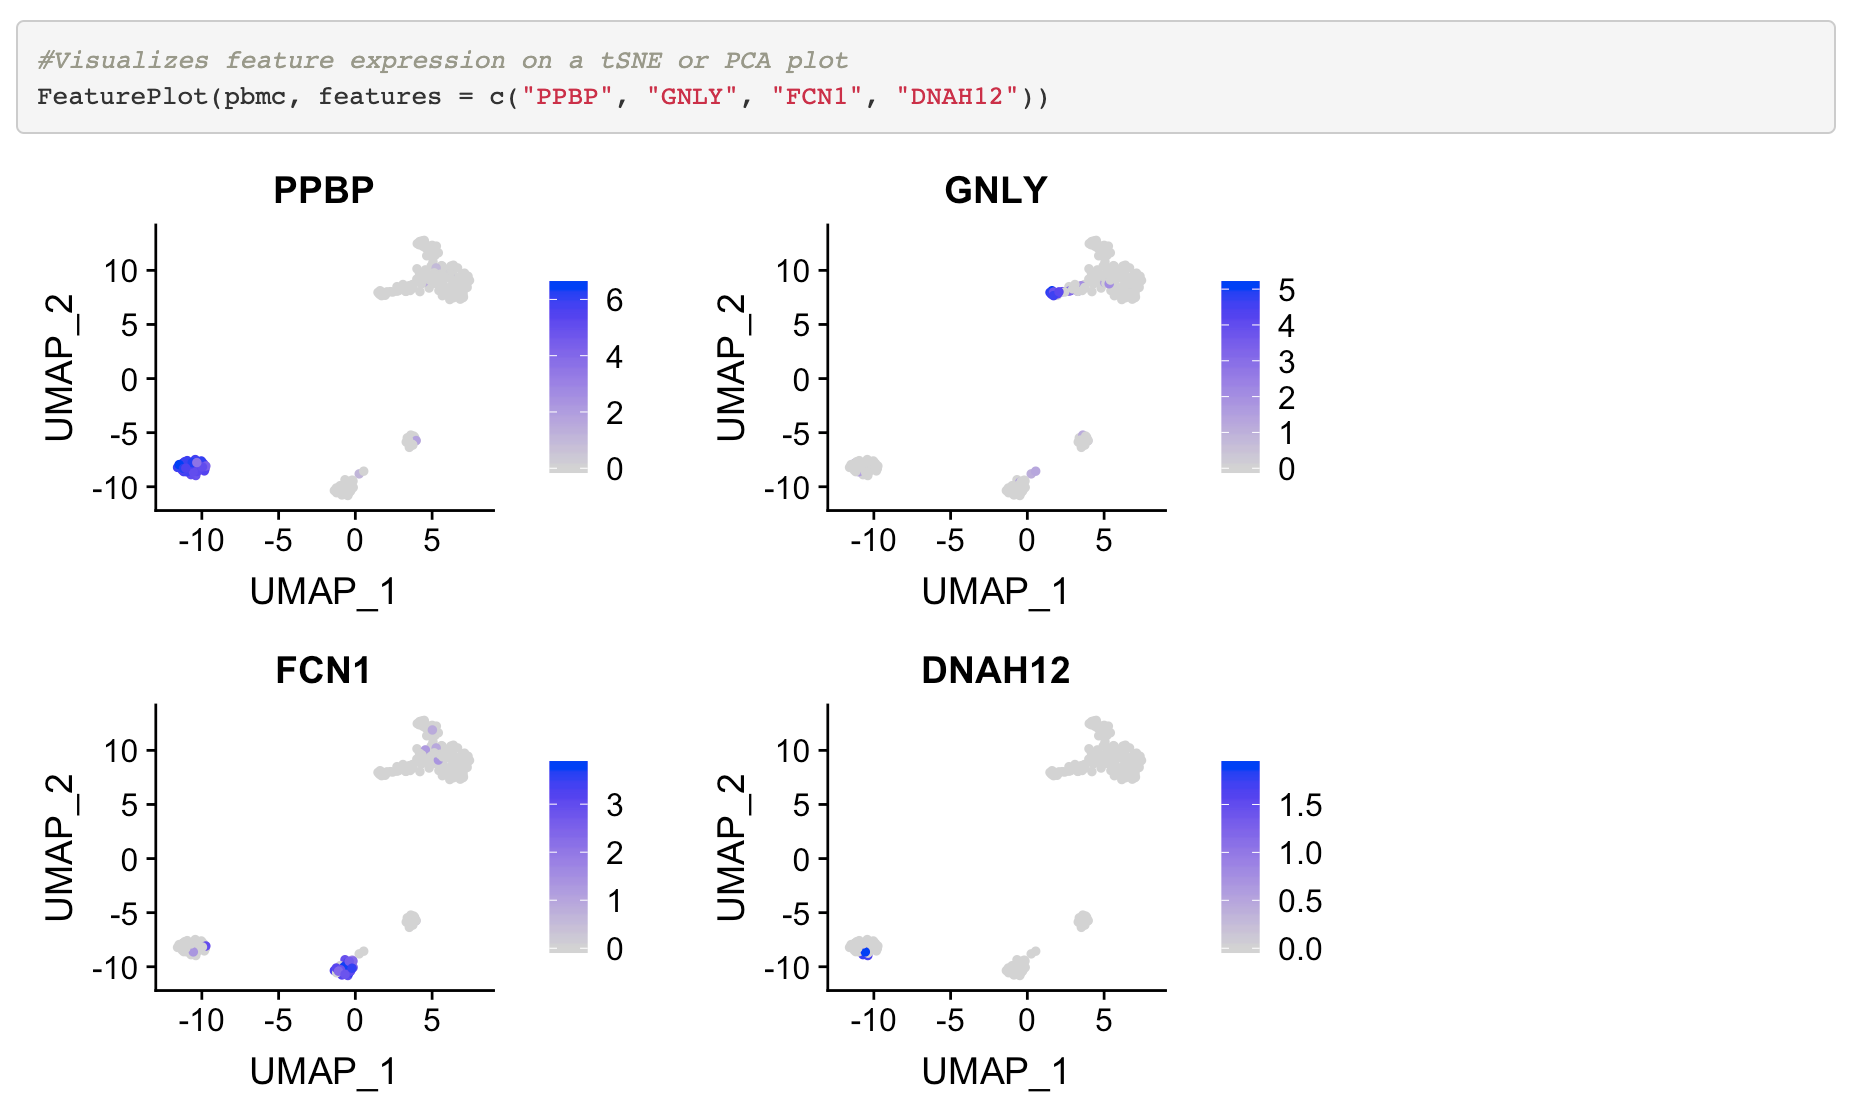 #Visualizes feature expression on a tSNE or PCA plot
FeaturePlot(pbmc, features = c("PPBP", "GNLY", "FCN1", "DNAH12"))
PPBP
UMAP_2
10
5
0
-5
-10
-10 -5 0 5
UMAP_1
6
4
2
0
GNLY
UMAP_2
10
5
0
-5
-10
-10 -5 0 5
UMAP_1
5
4
3
2
1
0
FCN1
UMAP_2
10
5
0
-5
-10
-10 -5 0 5
UMAP_1
3
2
1
0
DNAH12
UMAP_2
10
5
0
-5
-10
-10 -5 0 5
UMAP_1
1.5
1.0
0.5
0.0